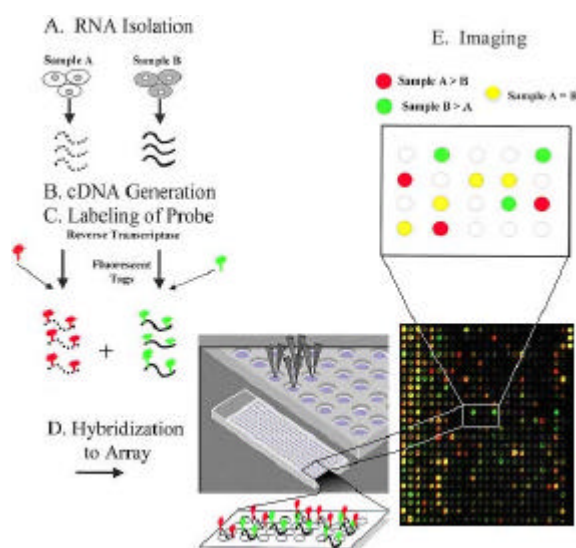 A. RNA Isolation
Sample A
Sample B
B. cDNA Generation
C. Labeling of Probe
Reverse Transcriptase
Fluorescent
Tags
+
D. Hybridization
to Array
E. Imaging
Sample A > B
Sample B > A
Sample A = B